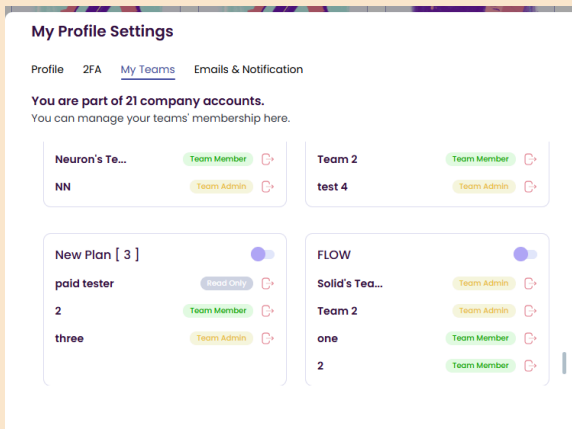 My Profile Settings
Profile 2FA My Teams Emails & Notification
You are part of 21 company accounts.
You can manage your teams' membership here.
Neuron's Te... Team Member
NN Team Admin
Team 2 Team Member
test 4 Team Admin
New Plan [ 3 ]
paid tester Read Only
2 Team Member
three Team Admin
FLOW
Solid's Tea... Team Admin
Team 2 Team Admin
one Team Member
2 Team Member